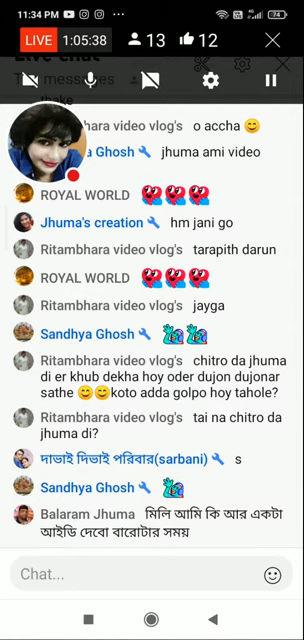 11:34 PM
74
LIVE 1:05:38 13 12
Live chat
Top messages
thake
bhara video vlog's o accha 😊
a Ghosh jhuma ami video
ROYAL WORLD
Jhuma's creation hm jani go
Ritambhara video vlog's tarapith darun
ROYAL WORLD
Ritambhara video vlog's jayga
Sandhya Ghosh
Ritambhara video vlog's chitro da jhuma
di er khub dekha hoy oder dujon dujonar
sathe 😊😊koto adda golpo hoy tahole?
Ritambhara video vlog's tai na chitro da
jhuma di?
দাভাই দিভাই পরিবার(sarbani) s
Sandhya Ghosh
Balaram Jhuma মিলি আমি কি আর একটা
আইডি দেবো বারোটার সময়
Chat...